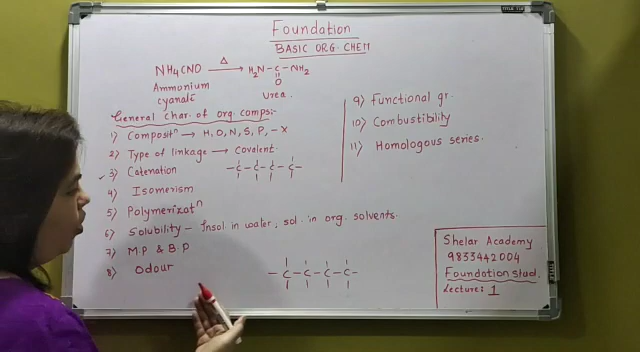 Foundation
BASIC ORG. CHEM
NH4CNO Δ → H2N - C - NH2
O
Ammonium
cyanate
Urea.
General char. of org. comps:-
1) Compositⁿ → H, O, N, S, P, - X
2) Type of linkage → Covalent.
3) Catenation - C - C - C - C -
4) Isomerism
5) Polymerizatⁿ
6) Solubility - Insol. in water, sol. in org. solvents.
7) M.P & B.P
8) Odour
- C - C - C - C -
9) Functional gr.
10) Combustibility
11) Homologous series.
Shelar Academy
9833442004
Foundation stud.
Lecture: 1